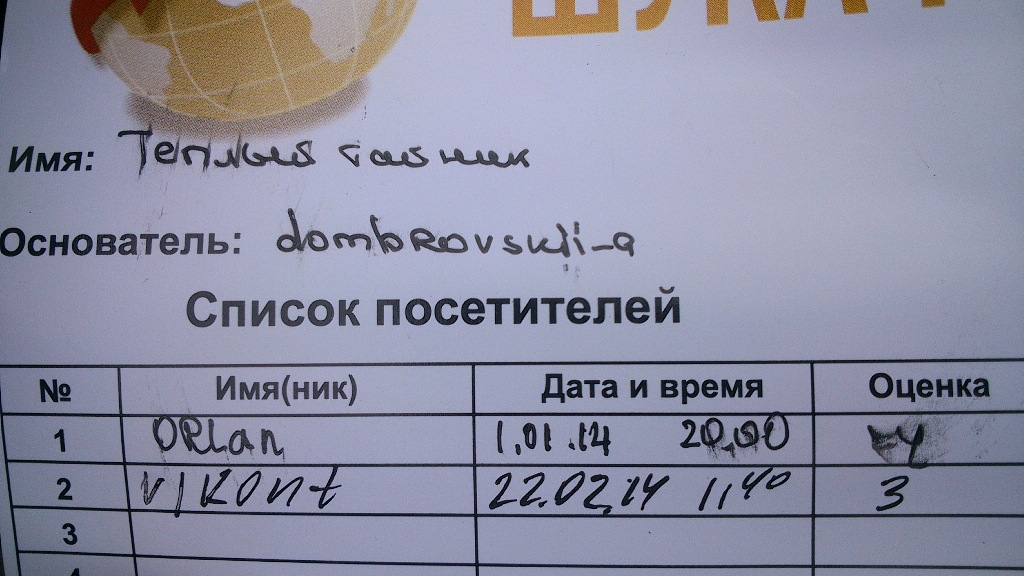 Имя: Теплый тайник
Основатель: dombrovskii-a
Список посетителей
№ Имя(ник) Дата и время Оценка
1 ORLan 1.01.14 20.00
2 VIKOnt 22.02.14 11.40 3
3